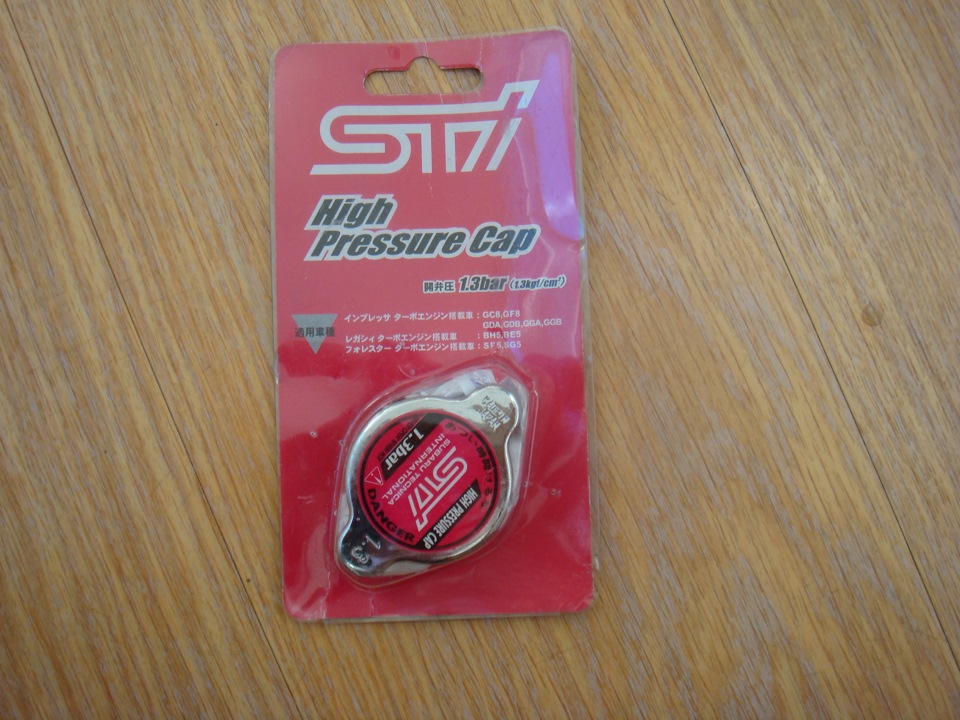 STi
High
Pressure Cap
開弁圧 1.3bar (1.3kgf/cm²)
適用車種
インプレッサ ターボエンジン搭載車 : GC8,GF8
GDA,GDB,GGA,GGB
レガシィ ターボエンジン搭載車 : BH5,BE5
フォレスター ターボエンジン搭載車 : SF5,SG5
1.3bar
SUBARU TECNICA
INTERNATIONAL
STi
HIGH PRESSURE CAP
DANGER
1.3